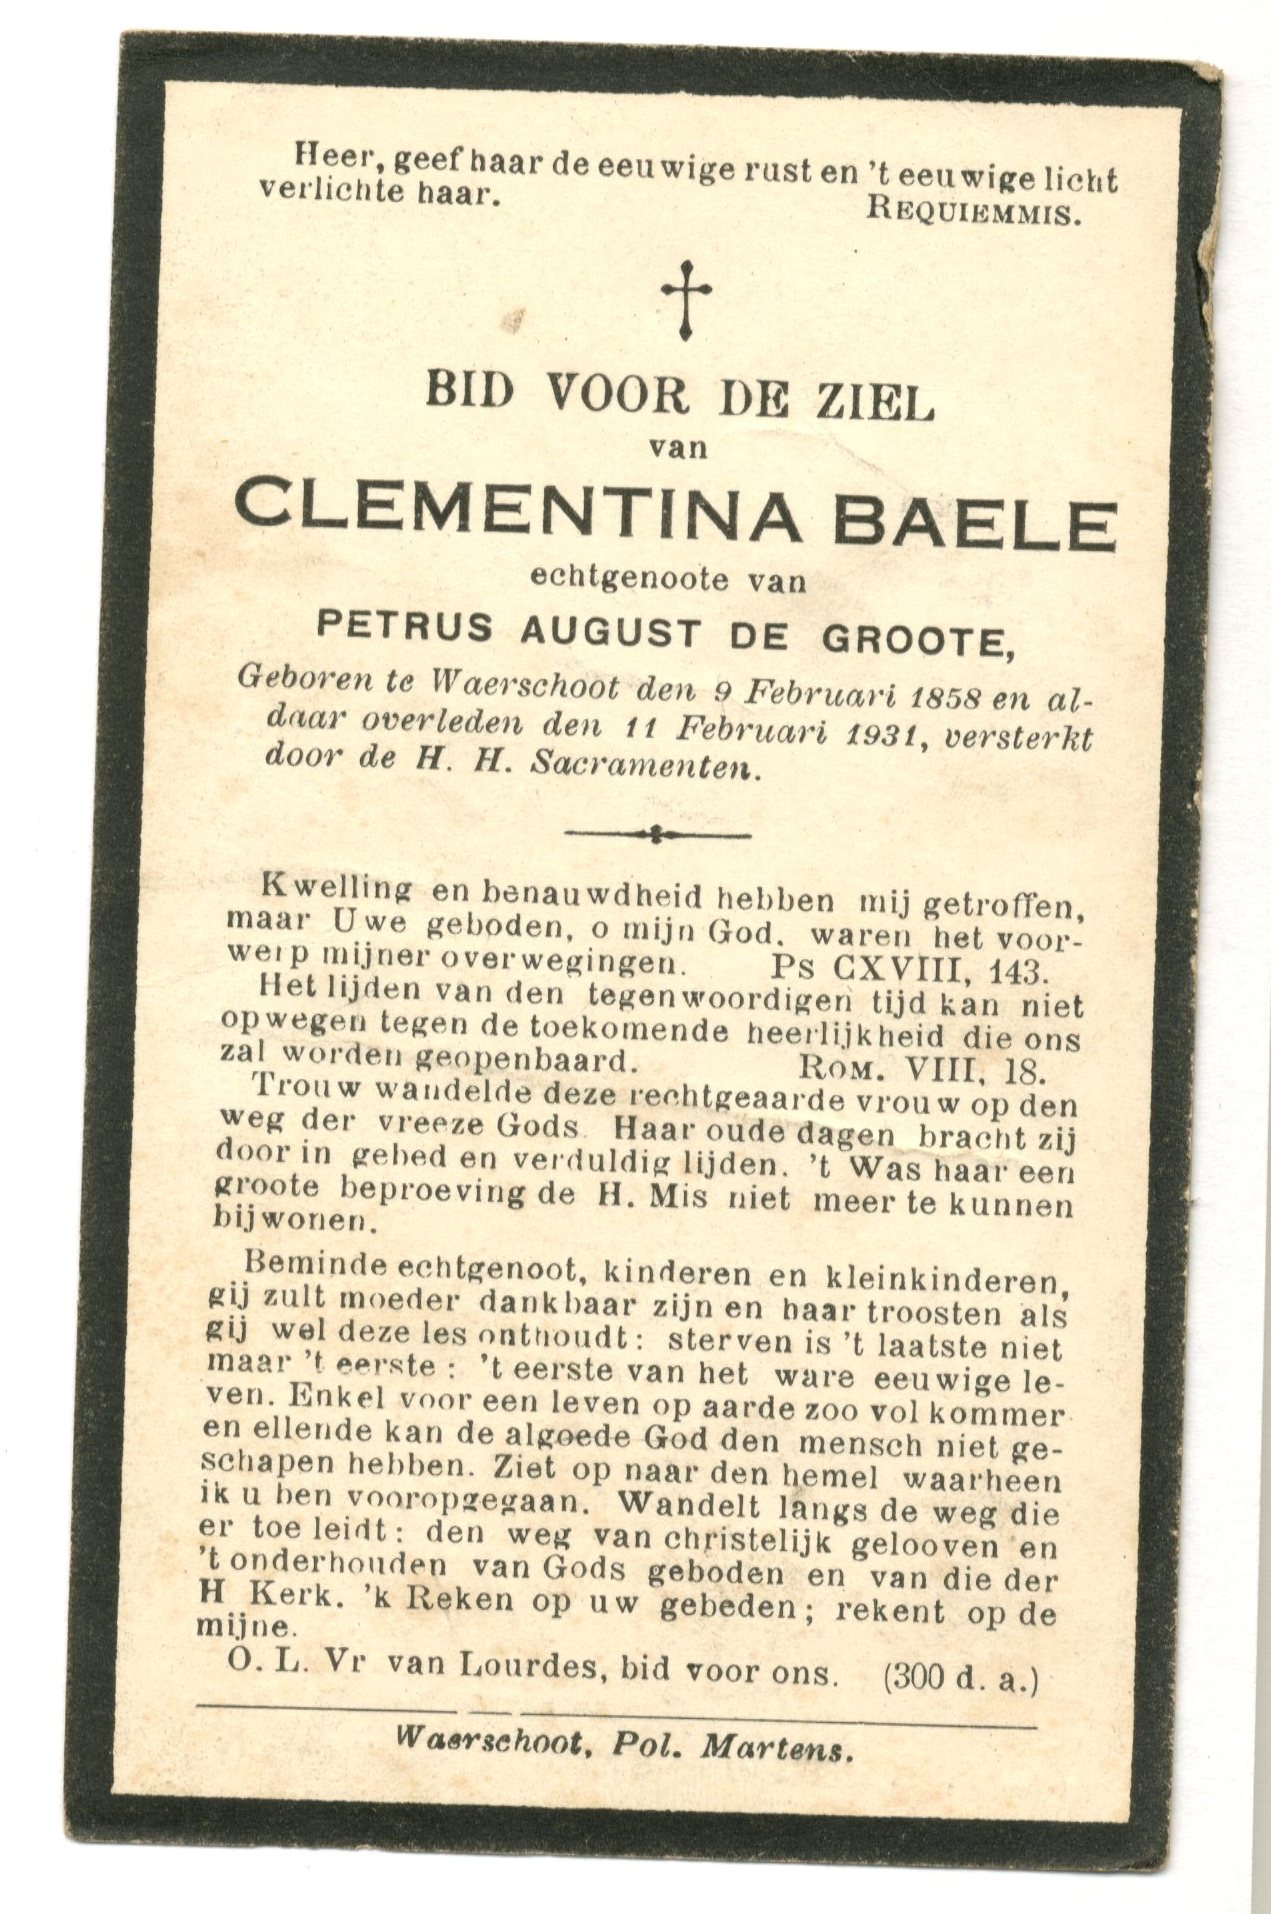 Heer, geef haar de eeuwige rust en 't eeuwige licht
verlichte haar. REQUIEMMIS.
BID VOOR DE ZIEL
van
CLEMENTINA BAELE
echtgenoote van
PETRUS AUGUST DE GROOTE,
Geboren te Waerschoot den 9 Februari 1858 en al-
daar overleden den 11 Februari 1931, versterkt
door de H. H. Sacramenten.
Kwelling en benauwdheid hebben mij getroffen,
maar Uwe geboden, o mijn God. waren het voor-
werp mijner overwegingen. Ps CXVIII, 143.
Het lijden van den tegenwoordigen tijd kan niet
opwegen tegen de toekomende heerlijkheid die ons
zal worden geopenbaard. ROM. VIII, 18.
Trouw wandelde deze rechtgeaarde vrouw op den
weg der vreeze Gods. Haar oude dagen bracht zij
door in gebed en verduldig lijden. 't Was haar een
groote beproeving de H. Mis niet meer te kunnen
bijwonen.
Beminde echtgenoot, kinderen en kleinkinderen,
gij zult moeder dankbaar zijn en haar troosten als
gij wel deze les onthoudt: sterven is 't laatste niet
maar 't eerste : 't eerste van het ware eeuwige le-
ven. Enkel voor een leven op aarde zoo vol kommer
en ellende kan de algoede God den mensch niet ge-
schapen hebben. Ziet op naar den hemel waarheen
ik u ben vooropgegaan. Wandelt langs de weg die
er toe leidt: den weg van christelijk gelooven en
't onderhouden van Gods geboden en van die der
H Kerk. 'k Reken op uw gebeden; rekent op de
mijne.
O. L. Vr van Lourdes, bid voor ons. (300 d. a.)
Waerschoot, Pol. Martens.